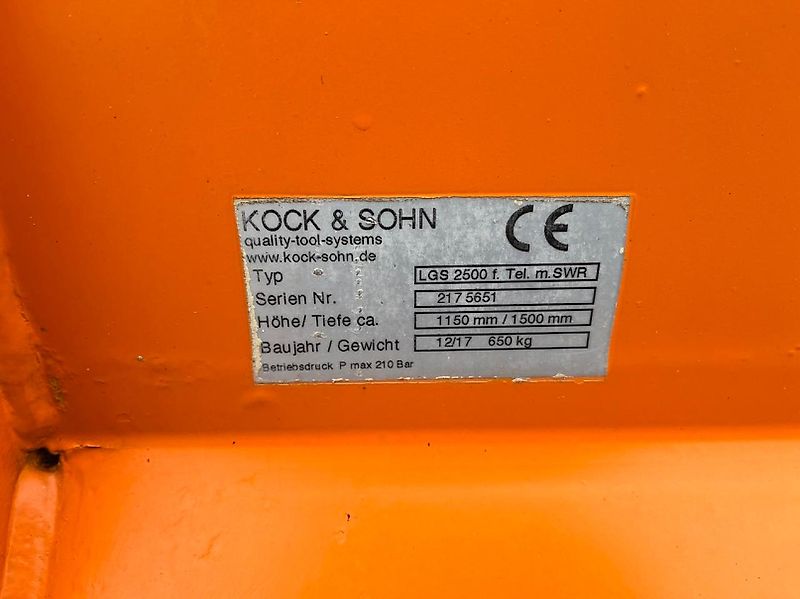 KOCK & SOHN CE
quality-tool-systems
www.kock-sohn.de
Typ LGS 2500 f. Tel. m.SWR
Serien Nr. 217 5651
Höhe/ Tiefe ca. 1150 mm / 1500 mm
Baujahr / Gewicht 12/17 650 kg
Betriebsdruck P max 210 Bar